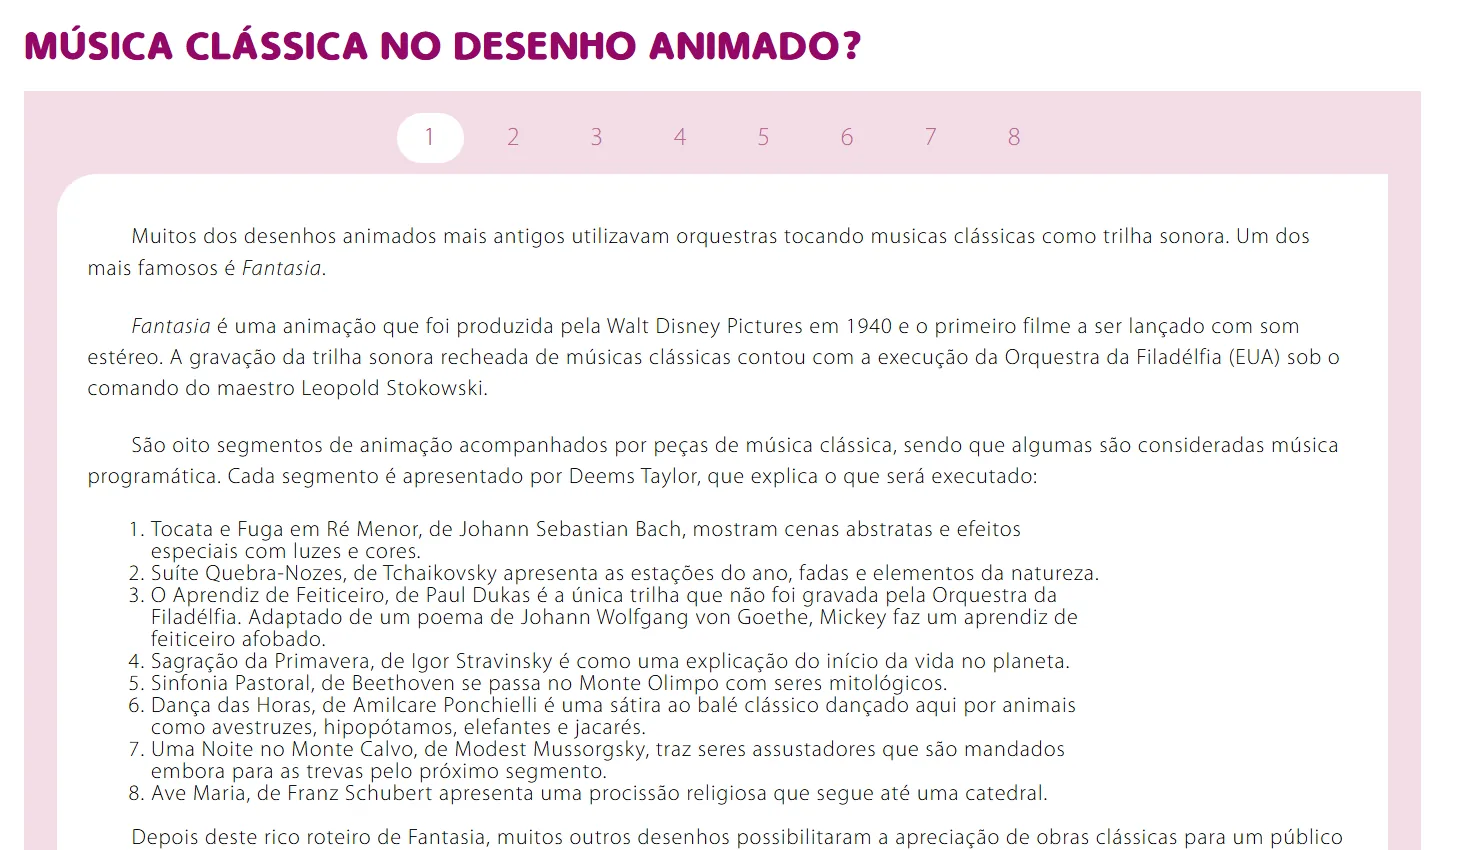 MÚSICA CLÁSSICA NO DESENHO ANIMADO?
1 2 3 4 5 6 7 8
Muitos dos desenhos animados mais antigos utilizavam orquestras tocando musicas clássicas como trilha sonora. Um dos
mais famosos é Fantasia.
Fantasia é uma animação que foi produzida pela Walt Disney Pictures em 1940 e o primeiro filme a ser lançado com som
estéreo. A gravação da trilha sonora recheada de músicas clássicas contou com a execução da Orquestra da Filadélfia (EUA) sob o
comando do maestro Leopold Stokowski.
São oito segmentos de animação acompanhados por peças de música clássica, sendo que algumas são consideradas música
programática. Cada segmento é apresentado por Deems Taylor, que explica o que será executado:
1. Tocata e Fuga em Ré Menor, de Johann Sebastian Bach, mostram cenas abstratas e efeitos
especiais com luzes e cores.
2. Suíte Quebra-Nozes, de Tchaikovsky apresenta as estações do ano, fadas e elementos da natureza.
3. O Aprendiz de Feiticeiro, de Paul Dukas é a única trilha que não foi gravada pela Orquestra da
Filadélfia. Adaptado de um poema de Johann Wolfgang von Goethe, Mickey faz um aprendiz de
feiticeiro afobado.
4. Sagração da Primavera, de Igor Stravinsky é como uma explicação do início da vida no planeta.
5. Sinfonia Pastoral, de Beethoven se passa no Monte Olimpo com seres mitológicos.
6. Dança das Horas, de Amilcare Ponchielli é uma sátira ao balé clássico dançado aqui por animais
como avestruzes, hipopótamos, elefantes e jacarés.
7. Uma Noite no Monte Calvo, de Modest Mussorgsky, traz seres assustadores que são mandados
embora para as trevas pelo próximo segmento.
8. Ave Maria, de Franz Schubert apresenta uma procissão religiosa que segue até uma catedral.
Depois deste rico roteiro de Fantasia, muitos outros desenhos possibilitaram a apreciação de obras clássicas para um público